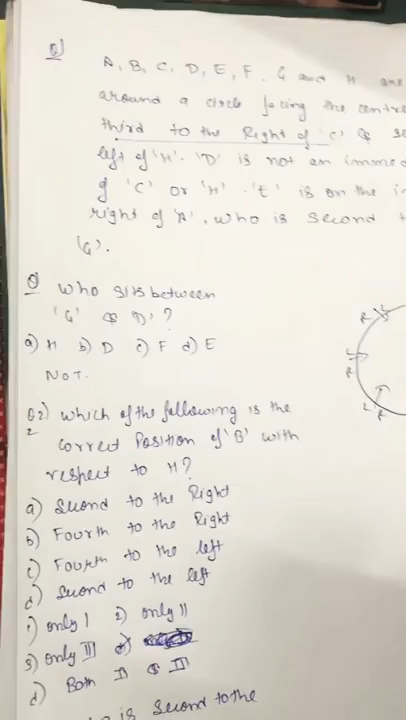 Q)
A, B, C, D, E, F. G and H are
around a circle facing the centre
third to the Right of 'C' &
left of 'H'. 'D' is not an
of 'C' or 'H'. 'E' is on the
right of 'A', who is second
'G'.
Q who sits between
'G' & 'D'?
a) H b) D c) F d) E
NOT.
Q2) which of the following is the
correct Position of 'B' with
respect to H?
a) Second to the Right
b) Fourth to the Right
c) Fourth to the left
d) Second to the left
1) only I 2) only II
3) only III
d) Both II & III
is second to the
R L
L
R
L R